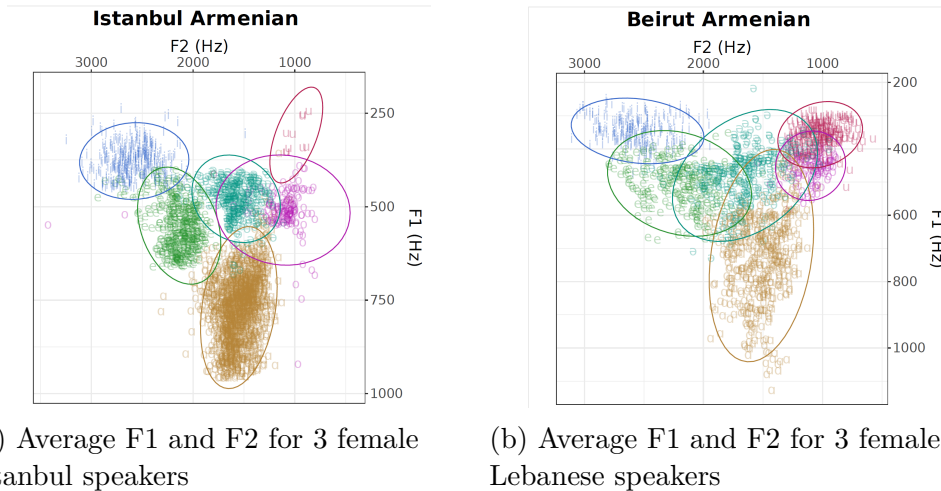 Istanbul Armenian
F2 (Hz)
3000 2000 1000
250
500
750
1000
F1 (Hz)
) Average F1 and F2 for 3 female
tanbul speakers
Beirut Armenian
F2 (Hz)
3000 2000 1000
200
400
600
800
1000
F1 (Hz)
(b) Average F1 and F2 for 3 female
Lebanese speakers